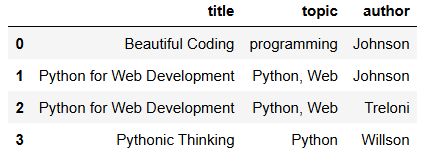 title topic author
0 Beautiful Coding programming Johnson
1 Python for Web Development Python, Web Johnson
2 Python for Web Development Python, Web Treloni
3 Pythonic Thinking Python Willson